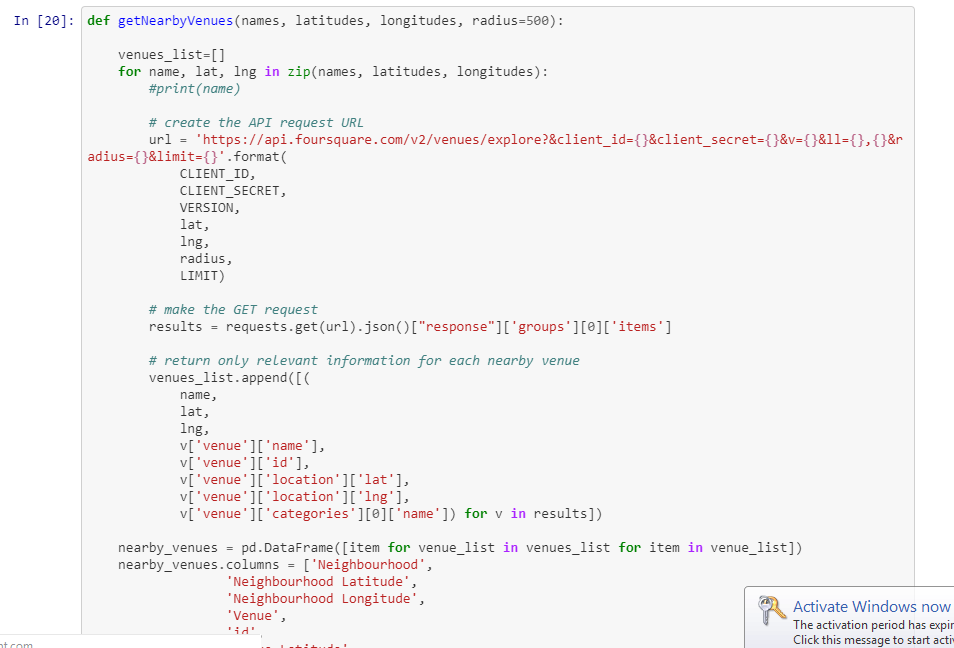 In [20]: def getNearbyVenues(names, latitudes, longitudes, radius=500):
venues_list=[]
for name, lat, lng in zip(names, latitudes, longitudes):
#print(name)
# create the API request URL
url = 'https://api.foursquare.com/v2/venues/explore?&client_id={}&client_secret={}&v={}&ll={},{}&r
adius={}&limit={}'.format(
CLIENT_ID,
CLIENT_SECRET,
VERSION,
lat,
lng,
radius,
LIMIT)
# make the GET request
results = requests.get(url).json()["response"]['groups'][0]['items']
# return only relevant information for each nearby venue
venues_list.append([(
name,
lat,
lng,
v['venue']['name'],
v['venue']['id'],
v['venue']['location']['lat'],
v['venue']['location']['lng'],
v['venue']['categories'][0]['name']) for v in results])
nearby_venues = pd.DataFrame([item for venue_list in venues_list for item in venue_list])
nearby_venues.columns = ['Neighbourhood',
'Neighbourhood Latitude',
'Neighbourhood Longitude',
'Venue',
'id',
Activate Windows now
The activation period has expir
Click this message to start acti
nt.com